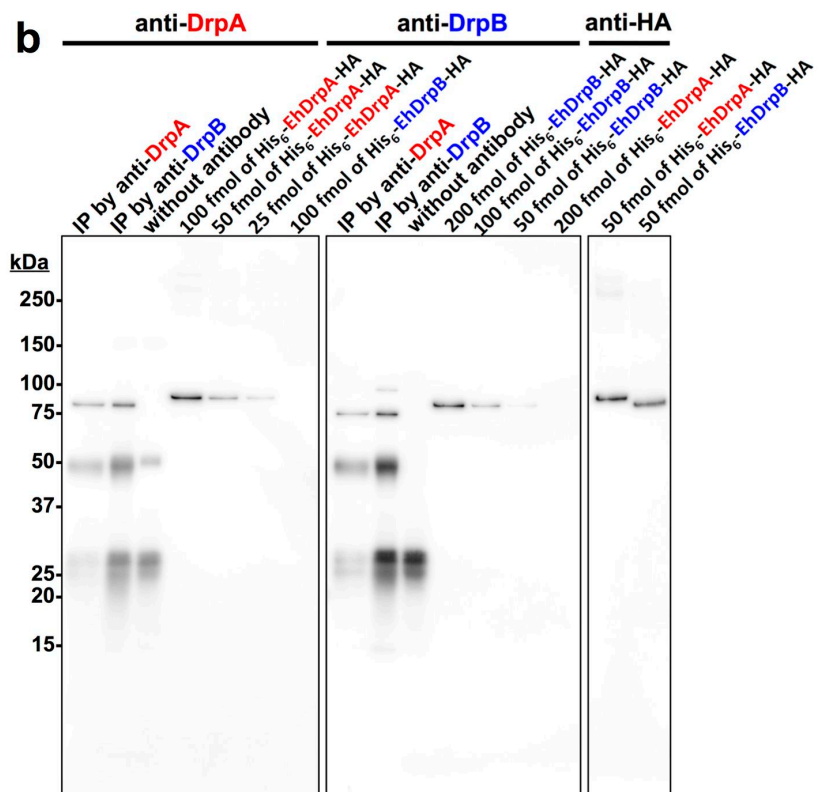 b
anti-DrpA
anti-DrpB
anti-HA
IP by anti-DrpA
IP by anti-DrpB
without antibody
100 fmol of His6-EhDrpA-HA
50 fmol of His6-EhDrpA-HA
25 fmol of His6-EhDrpA-HA
100 fmol of His6-EhDrpB-HA
IP by anti-DrpA
IP by anti-DrpB
without antibody
200 fmol of His6-EhDrpB-HA
100 fmol of His6-EhDrpB-HA
50 fmol of His6-EhDrpB-HA
200 fmol of His6-EhDrpA-HA
50 fmol of His6-EhDrpA-HA
50 fmol of His6-EhDrpB-HA
kDa
250
150
100
75
50
37
25
20
15